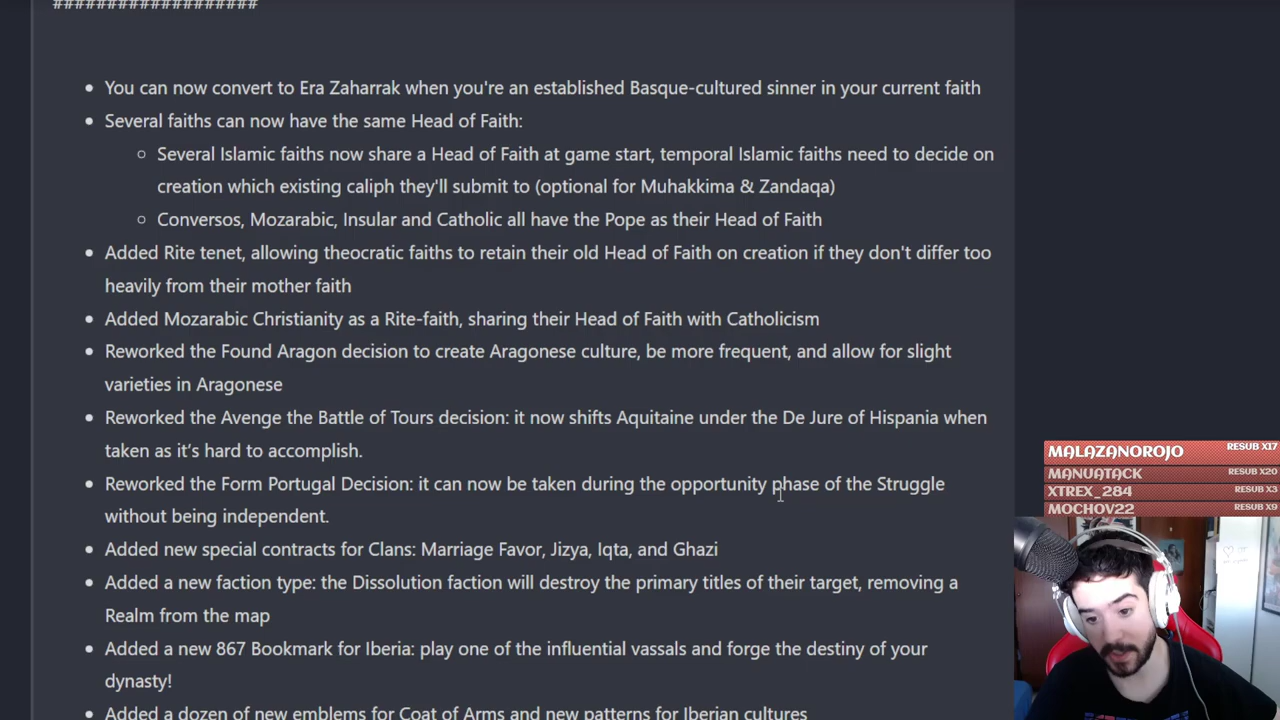 ###################
• You can now convert to Era Zaharrak when you're an established Basque-cultured sinner in your current faith
• Several faiths can now have the same Head of Faith:
○ Several Islamic faiths now share a Head of Faith at game start, temporal Islamic faiths need to decide on
creation which existing caliph they'll submit to (optional for Muhakkima & Zandaqa)
○ Conversos, Mozarabic, Insular and Catholic all have the Pope as their Head of Faith
• Added Rite tenet, allowing theocratic faiths to retain their old Head of Faith on creation if they don't differ too
heavily from their mother faith
• Added Mozarabic Christianity as a Rite-faith, sharing their Head of Faith with Catholicism
• Reworked the Found Aragon decision to create Aragonese culture, be more frequent, and allow for slight
varieties in Aragonese
• Reworked the Avenge the Battle of Tours decision: it now shifts Aquitaine under the De Jure of Hispania when
taken as it’s hard to accomplish.
• Reworked the Form Portugal Decision: it can now be taken during the opportunity phase of the Struggle
without being independent.
• Added new special contracts for Clans: Marriage Favor, Jizya, Iqta, and Ghazi
• Added a new faction type: the Dissolution faction will destroy the primary titles of their target, removing a
Realm from the map
• Added a new 867 Bookmark for Iberia: play one of the influential vassals and forge the destiny of your
dynasty!
• Added a dozen of new emblems for Coat of Arms and new patterns for Iberian cultures
MALAZANOROJO RESUB X17
MANUATACK RESUB X20
XTREX_284 RESUB X3
MOCHOV22 RESUB X9